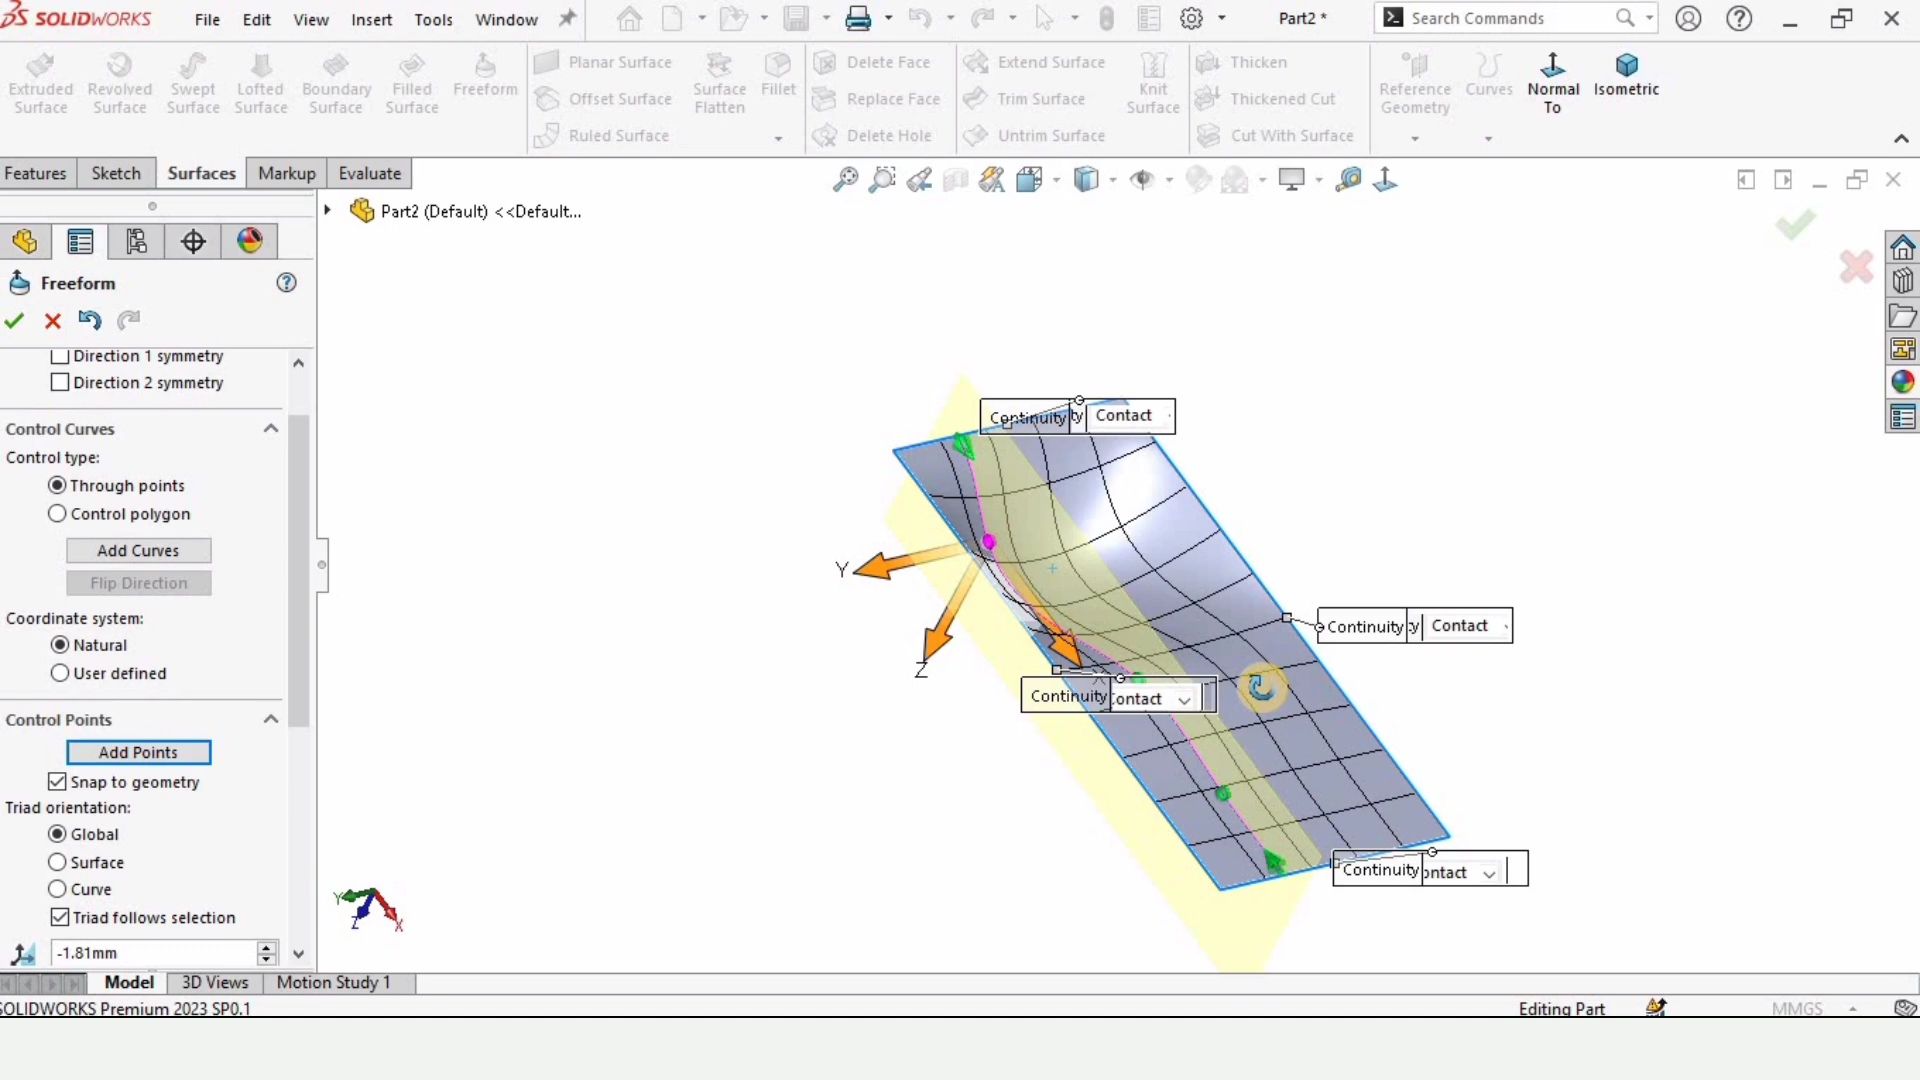 SOLIDWORKS File Edit View Insert Tools Window Part2 * Search Commands
Extruded Surface
Revolved Surface
Swept Surface
Lofted Surface
Boundary Surface
Filled Surface
Freeform
Planar Surface
Offset Surface
Ruled Surface
Surface Flatten
Fillet
Delete Face
Replace Face
Delete Hole
Extend Surface
Trim Surface
Untrim Surface
Knit Surface
Thicken
Thickened Cut
Cut With Surface
Reference Geometry
Curves
Normal To
Isometric
Features Sketch Surfaces Markup Evaluate
Part2 (Default) <<Default...
Freeform
Direction 1 symmetry
Direction 2 symmetry
Control Curves
Control type:
Through points
Control polygon
Add Curves
Flip Direction
Coordinate system:
Natural
User defined
Control Points
Add Points
Snap to geometry
Triad orientation:
Global
Surface
Curve
Triad follows selection
-1.81mm
Continuity ty Contact
Y
Z
X
Continuity y Contact
Continuity ontact
Continuity ontact
Y
Z
X
Model 3D Views Motion Study 1
SOLIDWORKS Premium 2023 SP0.1 Editing Part MMGS